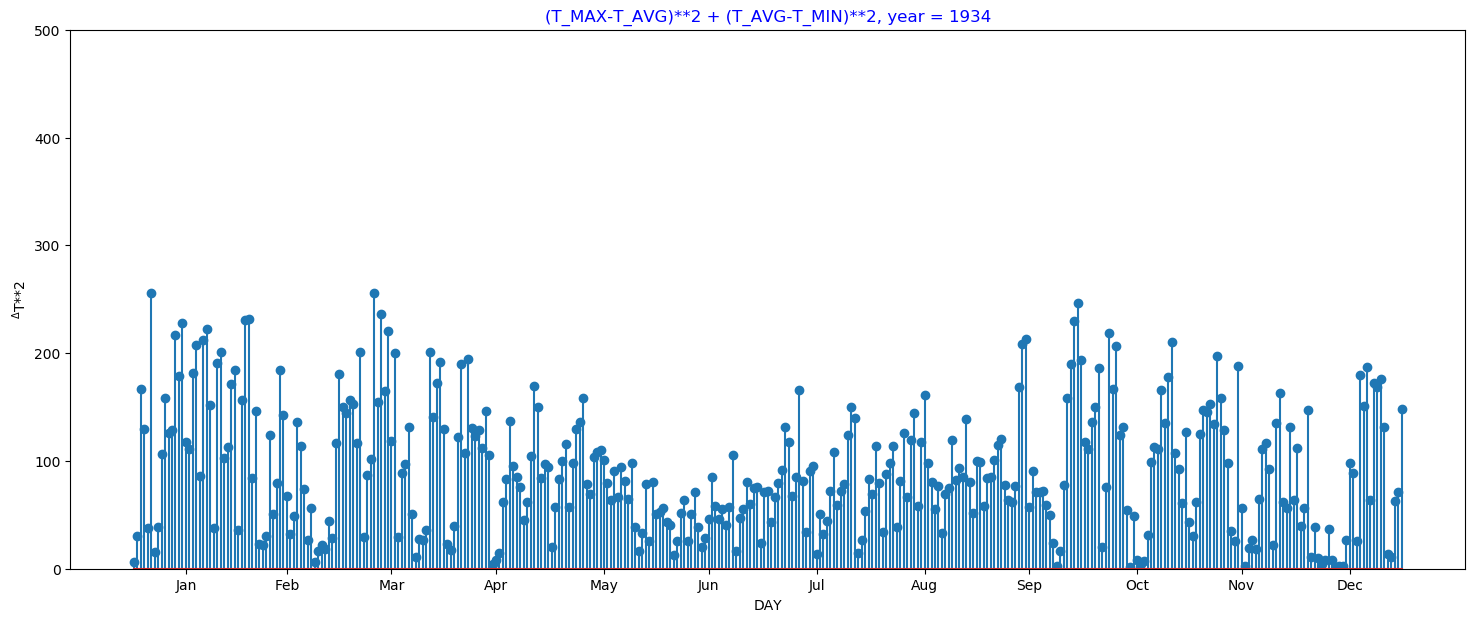 (T_MAX-T_AVG)**2 + (T_AVG-T_MIN)**2, year = 1934
500
400
300
200
100
0
ΔT**2
Jan Feb Mar Apr May Jun Jul Aug Sep Oct Nov Dec
DAY